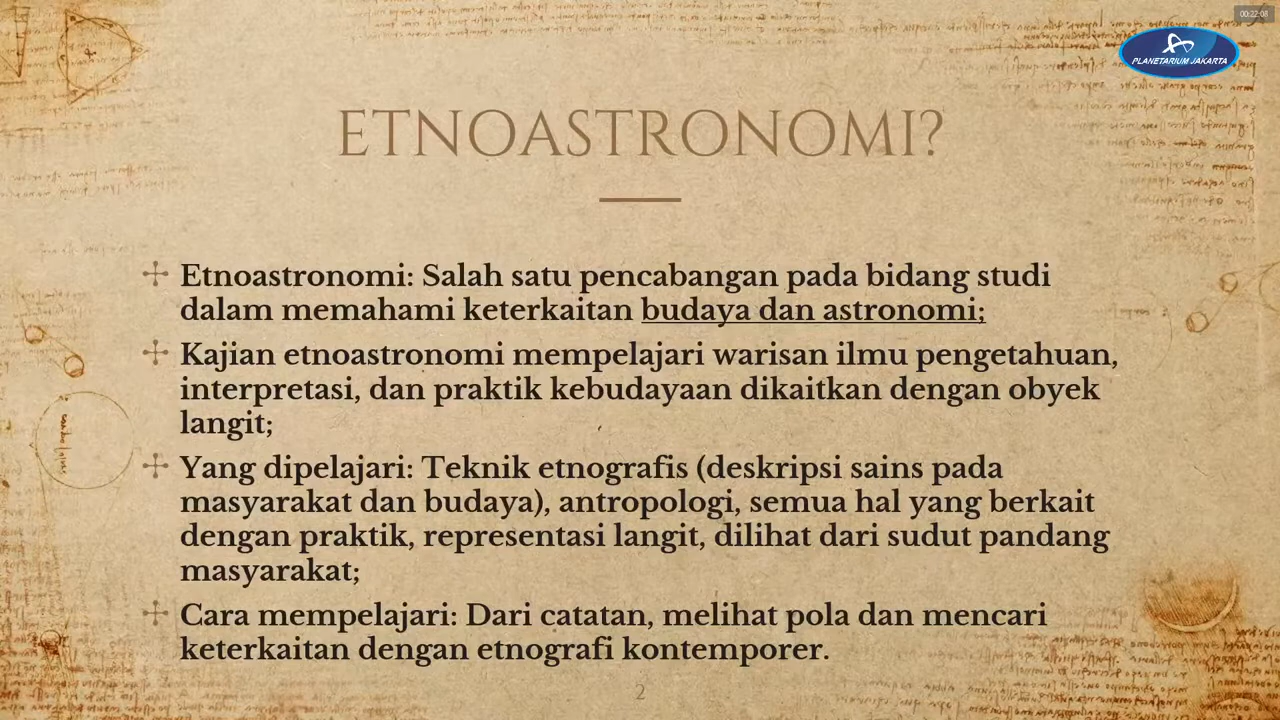 00:22:08
PLANETARIUM JAKARTA
ETNOASTRONOMI?
Etnoastronomi: Salah satu pencabangan pada bidang studi
dalam memahami keterkaitan budaya dan astronomi;
Kajian etnoastronomi mempelajari warisan ilmu pengetahuan,
interpretasi, dan praktik kebudayaan dikaitkan dengan obyek
langit;
Yang dipelajari: Teknik etnografis (deskripsi sains pada
masyarakat dan budaya), antropologi, semua hal yang berkait
dengan praktik, representasi langit, dilihat dari sudut pandang
masyarakat;
Cara mempelajari: Dari catatan, melihat pola dan mencari
keterkaitan dengan etnografi kontemporer.
2